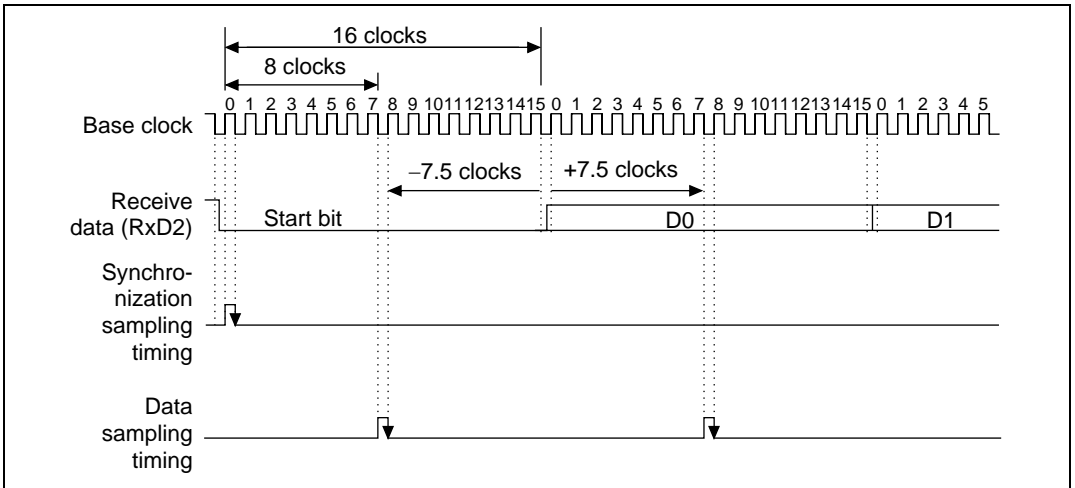 16 clocks
8 clocks
0 1 2 3 4 5 6 7 8 9 10 11 12 13 14 15 0 1 2 3 4 5 6 7 8 9 10 11 12 13 14 15 0 1 2 3 4 5
Base clock
−7.5 clocks +7.5 clocks
Receive
data (RxD2)
Start bit D0 D1
Synchro-
nization
sampling
timing
Data
sampling
timing